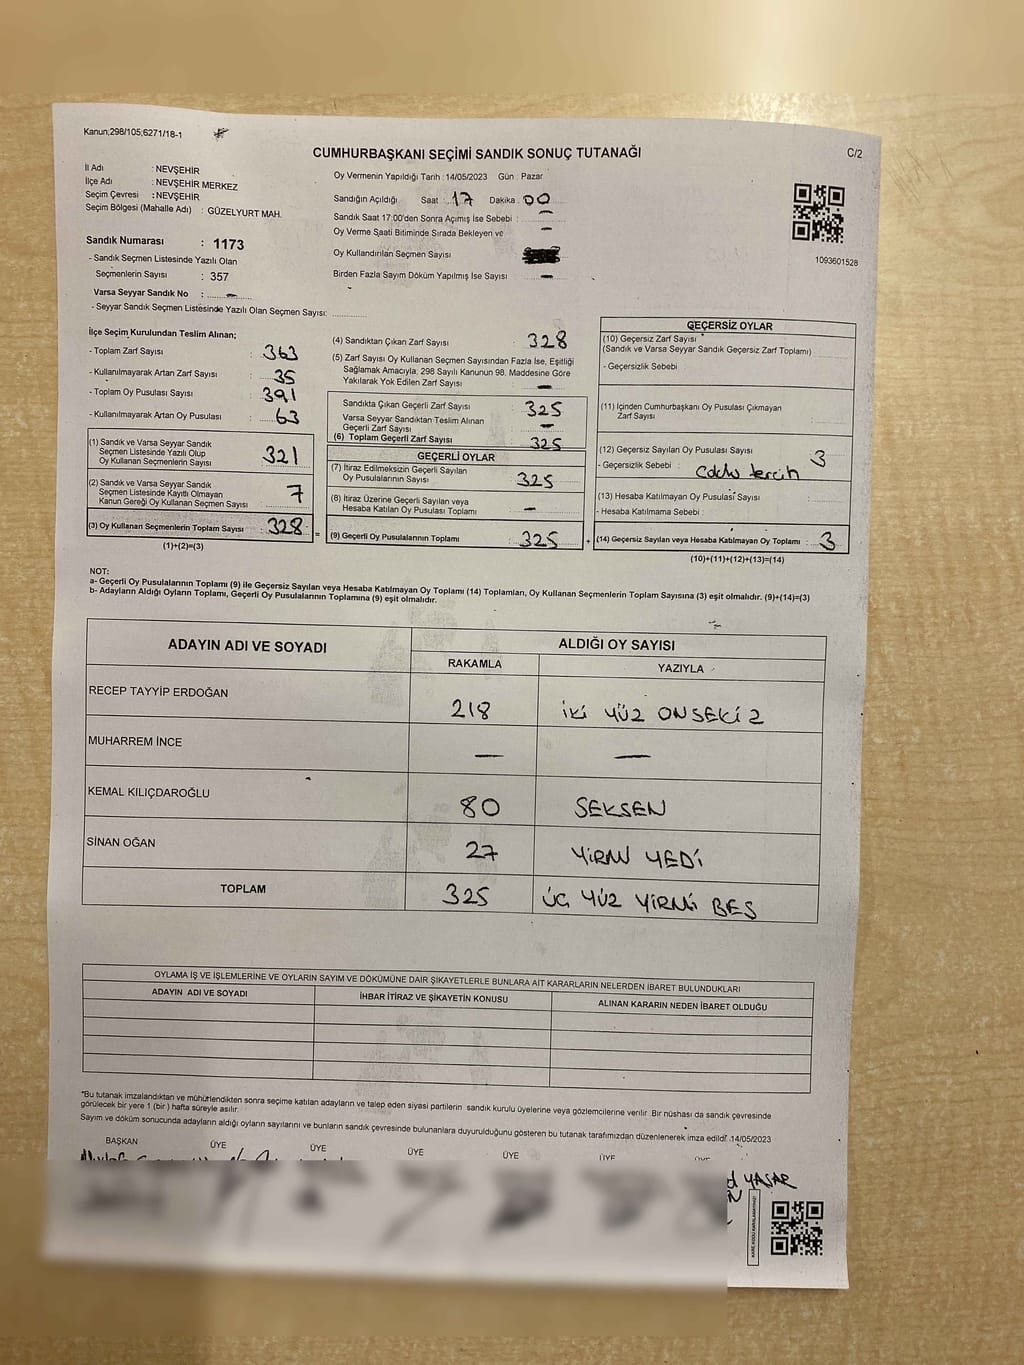 Kanun;298/105;6271/18-1
CUMHURBAŞKANI SEÇİMİ SANDIK SONUÇ TUTANAĞI
C/2
İl Adı : NEVŞEHİR
İlçe Adı : NEVŞEHİR MERKEZ
Seçim Çevresi : NEVŞEHİR
Seçim Bölgesi (Mahalle Adı) : GÜZELYURT MAH.
Sandık Numarası : 1173
- Sandık Seçmen Listesinde Yazılı Olan
Seçmenlerin Sayısı : 357
Varsa Seyyar Sandık No : -
- Seyyar Sandık Seçmen Listesinde Yazılı Olan Seçmen Sayısı:
Oy Vermenin Yapıldığı Tarih : 14/05/2023 Gün : Pazar
Sandığın Açıldığı Saat : 17 Dakika : 00
Sandık Saat 17:00'den Sonra Açımış İse Sebebi : -
Oy Verme Saati Bitiminde Sırada Bekleyen ve -
Oy Kullandırılan Seçmen Sayısı
Birden Fazla Sayım Döküm Yapılmış İse Sayısı -
1093601528
İlçe Seçim Kurulundan Teslim Alınan;
- Toplam Zarf Sayısı : 363
- Kullanılmayarak Artan Zarf Sayısı : 35
- Toplam Oy Pusulası Sayısı : 391
- Kullanılmayarak Artan Oy Pusulası : 63
(1) Sandık ve Varsa Seyyar Sandık
Seçmen Listesinde Yazılı Olup
Oy Kullanan Seçmenlerin Sayısı : 321
(2) Sandık ve Varsa Seyyar Sandık
Seçmen Listesinde Kayıtlı Olmayan
Kanun Gereği Oy Kullanan Seçmen Sayısı : 7
(3) Oy Kullanan Seçmenlerin Toplam Sayısı : 328
(1)+(2)=(3)
(4) Sandıktan Çıkan Zarf Sayısı : 328
(5) Zarf Sayısı Oy Kullanan Seçmen Sayısından Fazla İse, Eşitliği
Sağlamak Amacıyla; 298 Sayılı Kanunun 98. Maddesine Göre
Yakılarak Yok Edilen Zarf Sayısı : -
Sandıkta Çıkan Geçerli Zarf Sayısı : 325
Varsa Seyyar Sandıktan Teslim Alınan
Geçerli Zarf Sayısı : -
(6) Toplam Geçerli Zarf Sayısı : 325
GEÇERLİ OYLAR
(7) İtiraz Edilmeksizin Geçerli Sayılan
Oy Pusulalarının Sayısı : 325
(8) İtiraz Üzerine Geçerli Sayılan veya
Hesaba Katılan Oy Pusulası Toplamı : -
= (9) Geçerli Oy Pusulalarının Toplamı : 325 +
GEÇERSİZ OYLAR
(10) Geçersiz Zarf Sayısı
(Sandık ve Varsa Seyyar Sandık Geçersiz Zarf Toplamı)
- Geçersizlik Sebebi :
(11) İçinden Cumhurbaşkanı Oy Pusulası Çıkmayan
Zarf Sayısı
(12) Geçersiz Sayılan Oy Pusulası Sayısı : 3
- Geçersizlik Sebebi : Coklu tercih
(13) Hesaba Katılmayan Oy Pusulası Sayısı
- Hesaba Katılmama Sebebi :
(14) Geçersiz Sayılan veya Hesaba Katılmayan Oy Toplamı : 3
(10)+(11)+(12)+(13)=(14)
NOT:
a- Geçerli Oy Pusulalarının Toplamı (9) ile Geçersiz Sayılan veya Hesaba Katılmayan Oy Toplamı (14) Toplamları, Oy Kullanan Seçmenlerin Toplam Sayısına (3) eşit olmalıdır. (9)+(14)=(3)
b- Adayların Aldığı Oyların Toplamı, Geçerli Oy Pusulalarının Toplamına (9) eşit olmalıdır.
ADAYIN ADI VE SOYADI ALDIĞI OY SAYISI
RAKAMLA YAZIYLA
RECEP TAYYİP ERDOĞAN 218 iki YÜZ ONSEKİZ
MUHARREM İNCE — —
KEMAL KILIÇDAROĞLU 80 SEKSEN
SİNAN OĞAN 27 YİRMİ YEDİ
TOPLAM 325 ÜÇ YÜZ YİRMİ BEŞ
OYLAMA İŞ VE İŞLEMLERİNE VE OYLARIN SAYIM VE DÖKÜMÜNE DAİR ŞİKAYETLERLE BUNLARA AİT KARARLARIN NELERDEN İBARET BULUNDUKLARI
ADAYIN ADI VE SOYADI İHBAR İTİRAZ VE ŞİKAYETİN KONUSU ALINAN KARARIN NEDEN İBARET OLDUĞU
*Bu tutanak imzalandıktan ve mühürlendikten sonra seçime katılan adayların ve talep eden siyasi partilerin sandık kurulu üyelerine veya gözlemcilerine verilir. Bir nüshası da sandık çevresinde
görülecek bir yere 1 (bir) hafta süreyle asılır.
Sayım ve döküm sonucunda adayların aldığı oyların sayılarını ve bunların sandık çevresinde bulunanlara duyurulduğunu gösteren bu tutanak tarafımızdan düzenlenerek imza edildi. 14/05/2023
BAŞKAN ÜYE ÜYE ÜYE ÜYE ÜYE ÜYE
YAŞAR